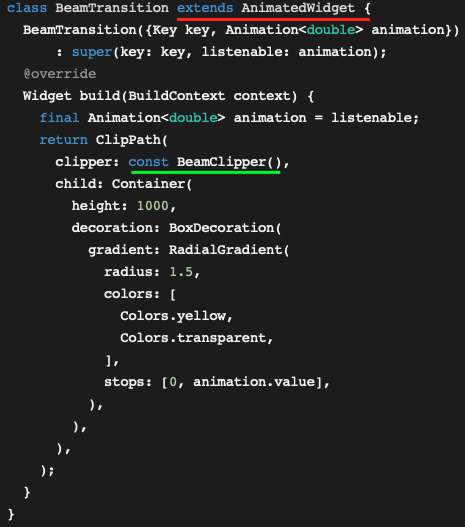 class BeamTransition extends AnimatedWidget {
  BeamTransition({Key key, Animation<double> animation})
      : super(key: key, listenable: animation);
  @override
  Widget build(BuildContext context) {
    final Animation<double> animation = listenable;
    return ClipPath(
      clipper: const BeamClipper(),
      child: Container(
        height: 1000,
        decoration: BoxDecoration(
          gradient: RadialGradient(
            radius: 1.5,
            colors: [
              Colors.yellow,
              Colors.transparent,
            ],
            stops: [0, animation.value],
          ),
        ),
      ),
    );
  }
}